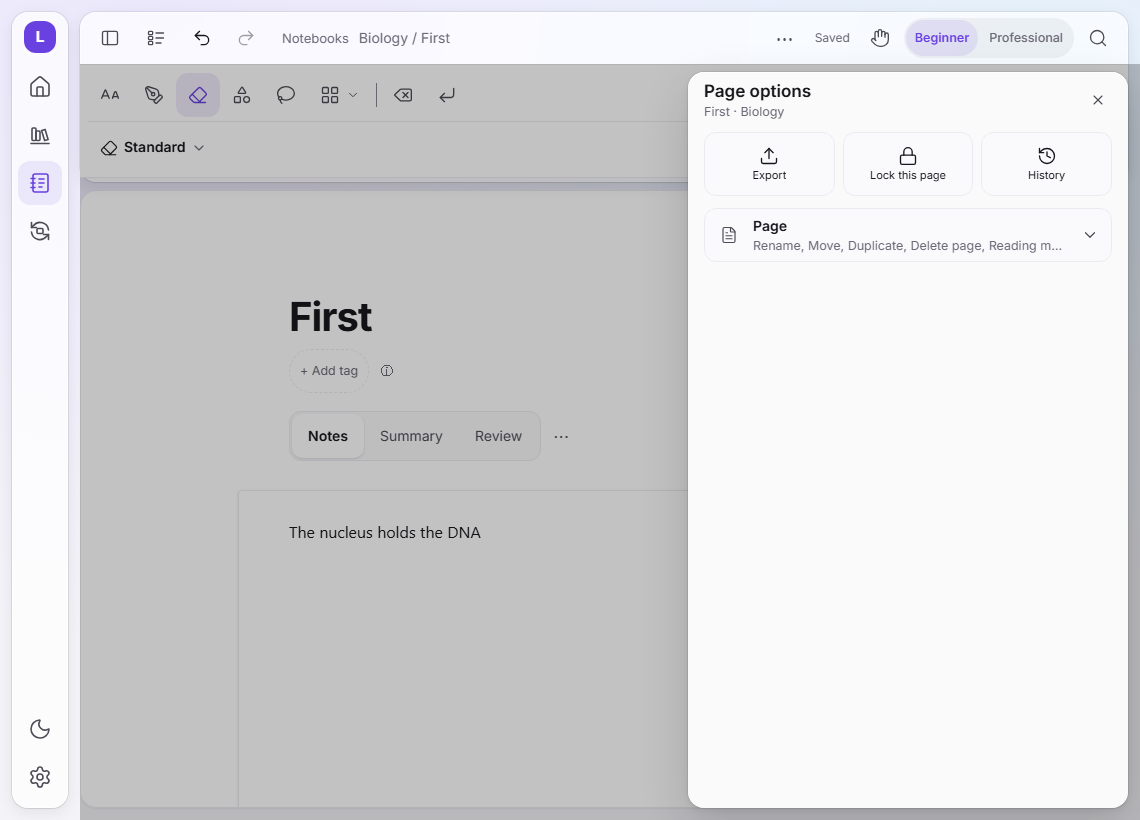 L
Notebooks Biology / First
Saved
Beginner Professional
AA
Standard
First
+ Add tag
Notes Summary Review
The nucleus holds the DNA
Page options
First · Biology
Export Lock this page History
Page
Rename, Move, Duplicate, Delete page, Reading m...